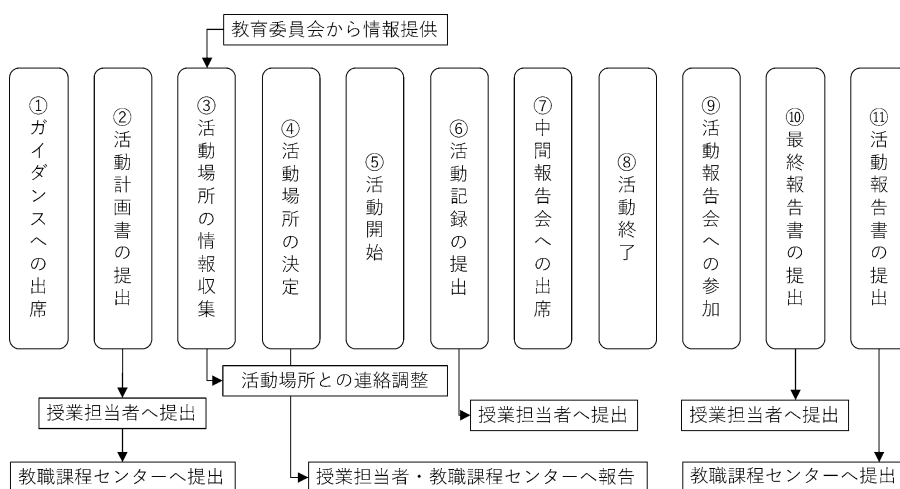 教育委員会から情報提供
①ガイダンスへの出席
②活動計画書の提出
③活動場所の情報収集
④活動場所の決定
⑤活動開始
⑥活動記録の提出
⑦中間報告会への出席
⑧活動終了
⑨活動報告会への参加
⑩最終報告書の提出
⑪活動報告書の提出
活動場所との連絡調整
授業担当者へ提出
授業担当者へ提出
授業担当者へ提出
教職課程センターへ提出
授業担当者・教職課程センターへ報告
教職課程センターへ提出